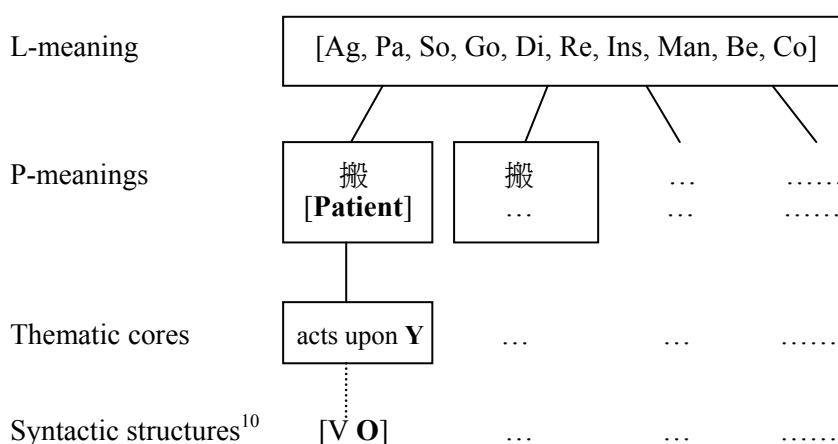 L-meaning [Ag, Pa, So, Go, Di, Re, Ins, Man, Be, Co]
P-meanings 搬 搬 … ……
[Patient] … … ……
Thematic cores acts upon Y … … ……
Syntactic structures¹⁰ [V O] … … ……